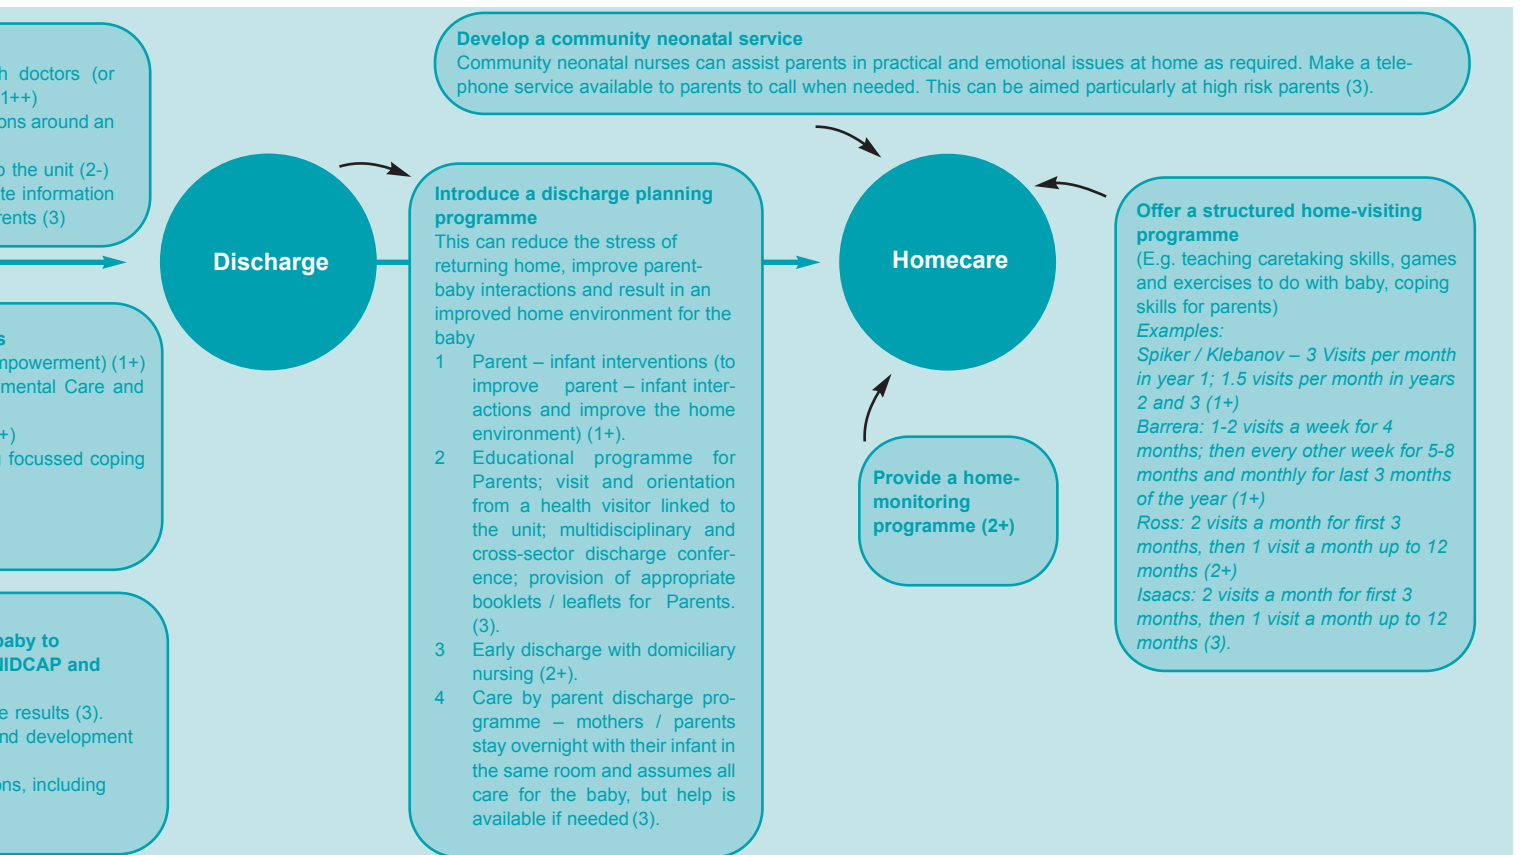 h doctors (or
1++)
ons around an
o the unit (2-)
te information
rents (3)
s
mpowerment) (1+)
mental Care and
+)
g focussed coping
baby to
NIDCAP and
e results (3).
nd development
ons, including
Discharge
Develop a community neonatal service
Community neonatal nurses can assist parents in practical and emotional issues at home as required. Make a tele-
phone service available to parents to call when needed. This can be aimed particularly at high risk parents (3).
Introduce a discharge planning
programme
This can reduce the stress of
returning home, improve parent-
baby interactions and result in an
improved home environment for the
baby
1 Parent – infant interventions (to
improve parent – infant inter-
actions and improve the home
environment) (1+).
2 Educational programme for
Parents; visit and orientation
from a health visitor linked to
the unit; multidisciplinary and
cross-sector discharge confer-
ence; provision of appropriate
booklets / leaflets for Parents.
(3).
3 Early discharge with domiciliary
nursing (2+).
4 Care by parent discharge pro-
gramme – mothers / parents
stay overnight with their infant in
the same room and assumes all
care for the baby, but help is
available if needed (3).
Homecare
Provide a home-
monitoring
programme (2+)
Offer a structured home-visiting
programme
(E.g. teaching caretaking skills, games
and exercises to do with baby, coping
skills for parents)
Examples:
Spiker / Klebanov – 3 Visits per month
in year 1; 1.5 visits per month in years
2 and 3 (1+)
Barrera: 1-2 visits a week for 4
months; then every other week for 5-8
months and monthly for last 3 months
of the year (1+)
Ross: 2 visits a month for first 3
months, then 1 visit a month up to 12
months (2+)
Isaacs: 2 visits a month for first 3
months, then 1 visit a month up to 12
months (3).